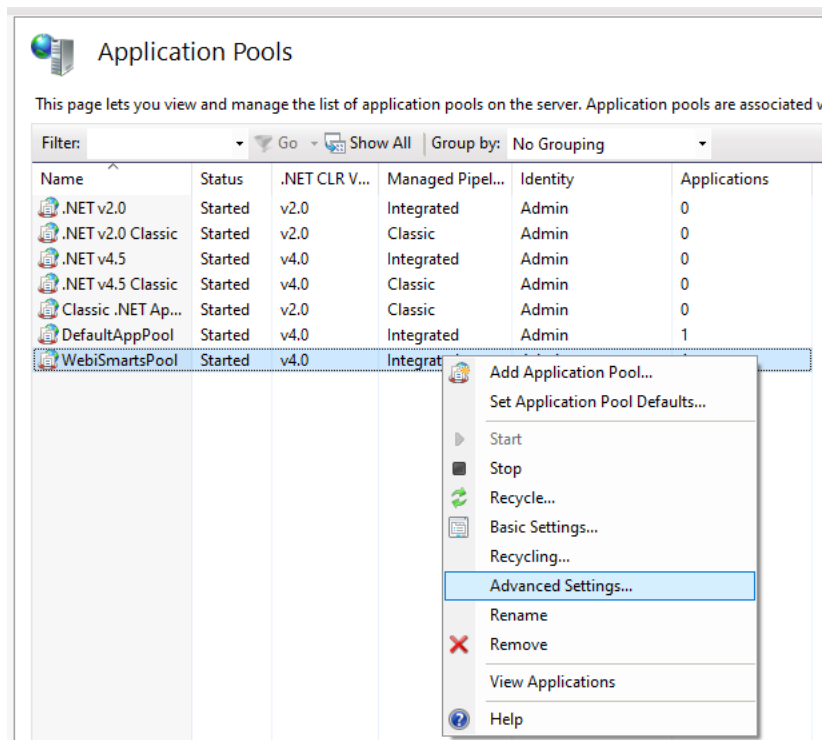 Application Pools
This page lets you view and manage the list of application pools on the server. Application pools are associated
Filter: Go Show All Group by: No Grouping
Name Status .NET CLR V... Managed Pipel... Identity Applications
.NET v2.0 Started v2.0 Integrated Admin 0
.NET v2.0 Classic Started v2.0 Classic Admin 0
.NET v4.5 Started v4.0 Integrated Admin 0
.NET v4.5 Classic Started v4.0 Classic Admin 0
Classic .NET Ap... Started v2.0 Classic Admin 0
DefaultAppPool Started v4.0 Integrated Admin 1
WebiSmartsPool Started v4.0 Integrat
Add Application Pool...
Set Application Pool Defaults...
Start
Stop
Recycle...
Basic Settings...
Recycling...
Advanced Settings...
Rename
Remove
View Applications
Help